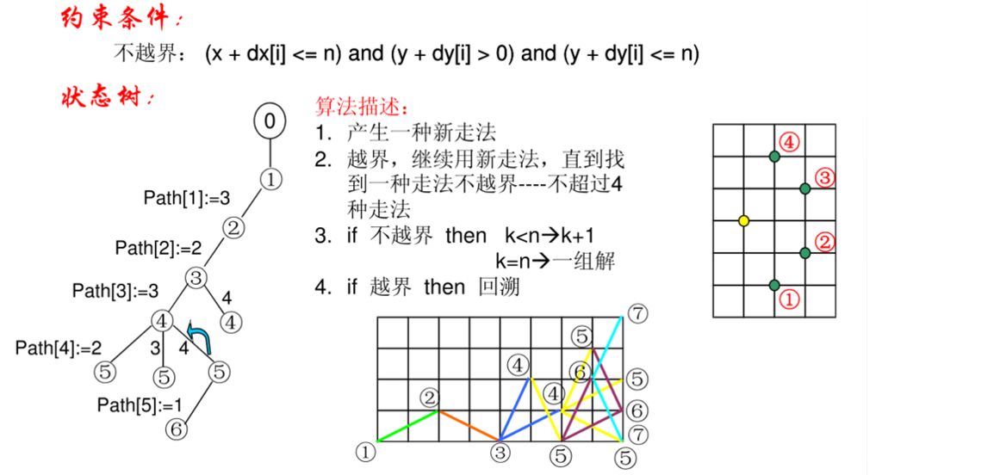 约束条件：
不越界： (x + dx[i] <= n) and (y + dy[i] > 0) and (y + dy[i] <= n)
状态树：
0
①
Path[1]:=3
②
Path[2]:=2
③
Path[3]:=3
4
④
④
Path[4]:=2
3
4
⑤
⑤
⑤
Path[5]:=1
⑥
算法描述：
1. 产生一种新走法
2. 越界，继续用新走法，直到找
到一种走法不越界----不超过4
种走法
3. if 不越界 then k<n→k+1
k=n→一组解
4. if 越界 then 回溯
④
③
②
①
⑦
⑤
④
⑥
⑤
②
④
⑥
⑦
①
③
⑤
⑤